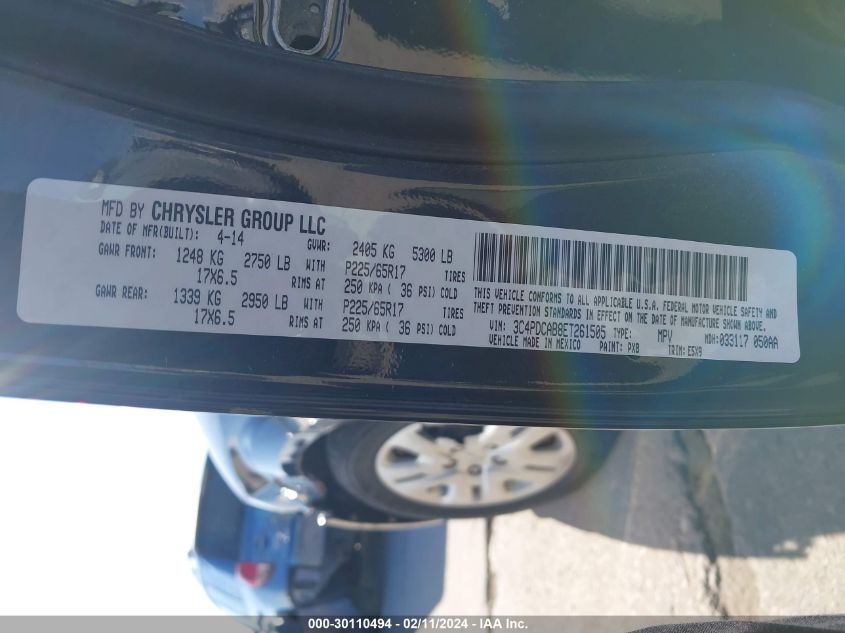 MFD BY CHRYSLER GROUP LLC
DATE OF MFR(BUILT): 4-14 GVWR: 2405 KG 5300 LB
GAWR FRONT: 1248 KG 2750 LB WITH P225/65R17 TIRES
17X6.5 RIMS AT 250 KPA ( 36 PSI) COLD
GAWR REAR: 1339 KG 2950 LB WITH P225/65R17 TIRES
17X6.5 RIMS AT 250 KPA ( 36 PSI) COLD
THIS VEHICLE CONFORMS TO ALL APPLICABLE U.S.A. FEDERAL MOTOR VEHICLE SAFETY AND
THEFT PREVENTION STANDARDS IN EFFECT ON THE DATE OF MANUFACTURE SHOWN ABOVE.
VIN: 3C4PDCAB8ET261505 TYPE: MPV MDH: 033117 050AA
VEHICLE MADE IN MEXICO PAINT: PX8 TRIM: E5X9
000-30110494 - 02/11/2024 - IAA Inc.